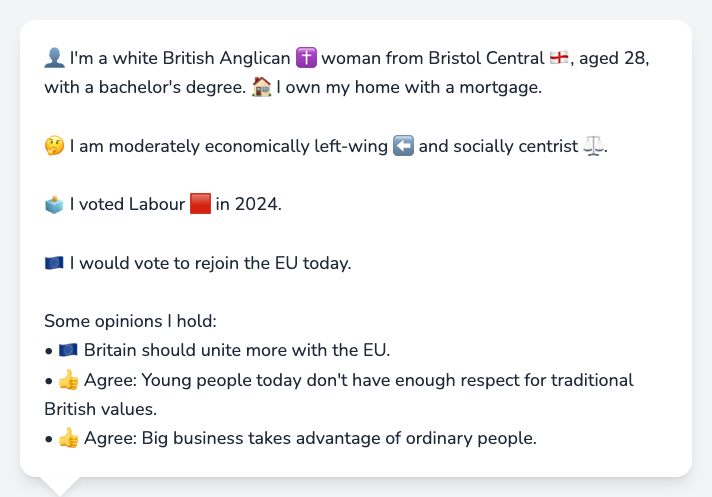 👤 I'm a white British Anglican ✝️ woman from Bristol Central 🏴󠁧󠁢󠁥󠁮󠁧󠁿, aged 28,
with a bachelor's degree. 🏠 I own my home with a mortgage.
🤔 I am moderately economically left-wing ⬅️ and socially centrist ⚖️.
🗳️ I voted Labour 🟥 in 2024.
🇪🇺 I would vote to rejoin the EU today.
Some opinions I hold:
• 🇪🇺 Britain should unite more with the EU.
• 👍 Agree: Young people today don't have enough respect for traditional
British values.
• 👍 Agree: Big business takes advantage of ordinary people.